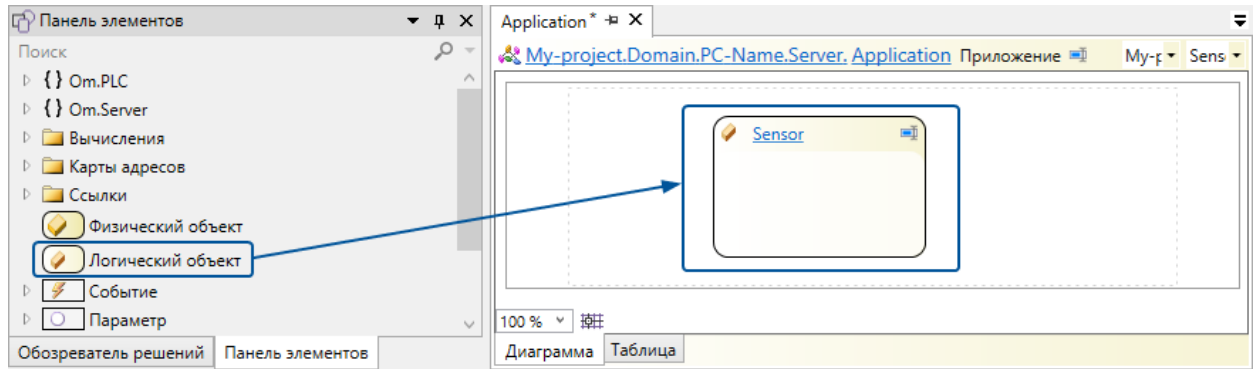 Панель элементов
Поиск
{} Om.PLC
{} Om.Server
Вычисления
Карты адресов
Ссылки
Физический объект
Логический объект
Событие
Параметр
Обозреватель решений Панель элементов
Application*
My-project.Domain.PC-Name.Server. Application Приложение My-p Sens
Sensor
100 %
Диаграмма Таблица